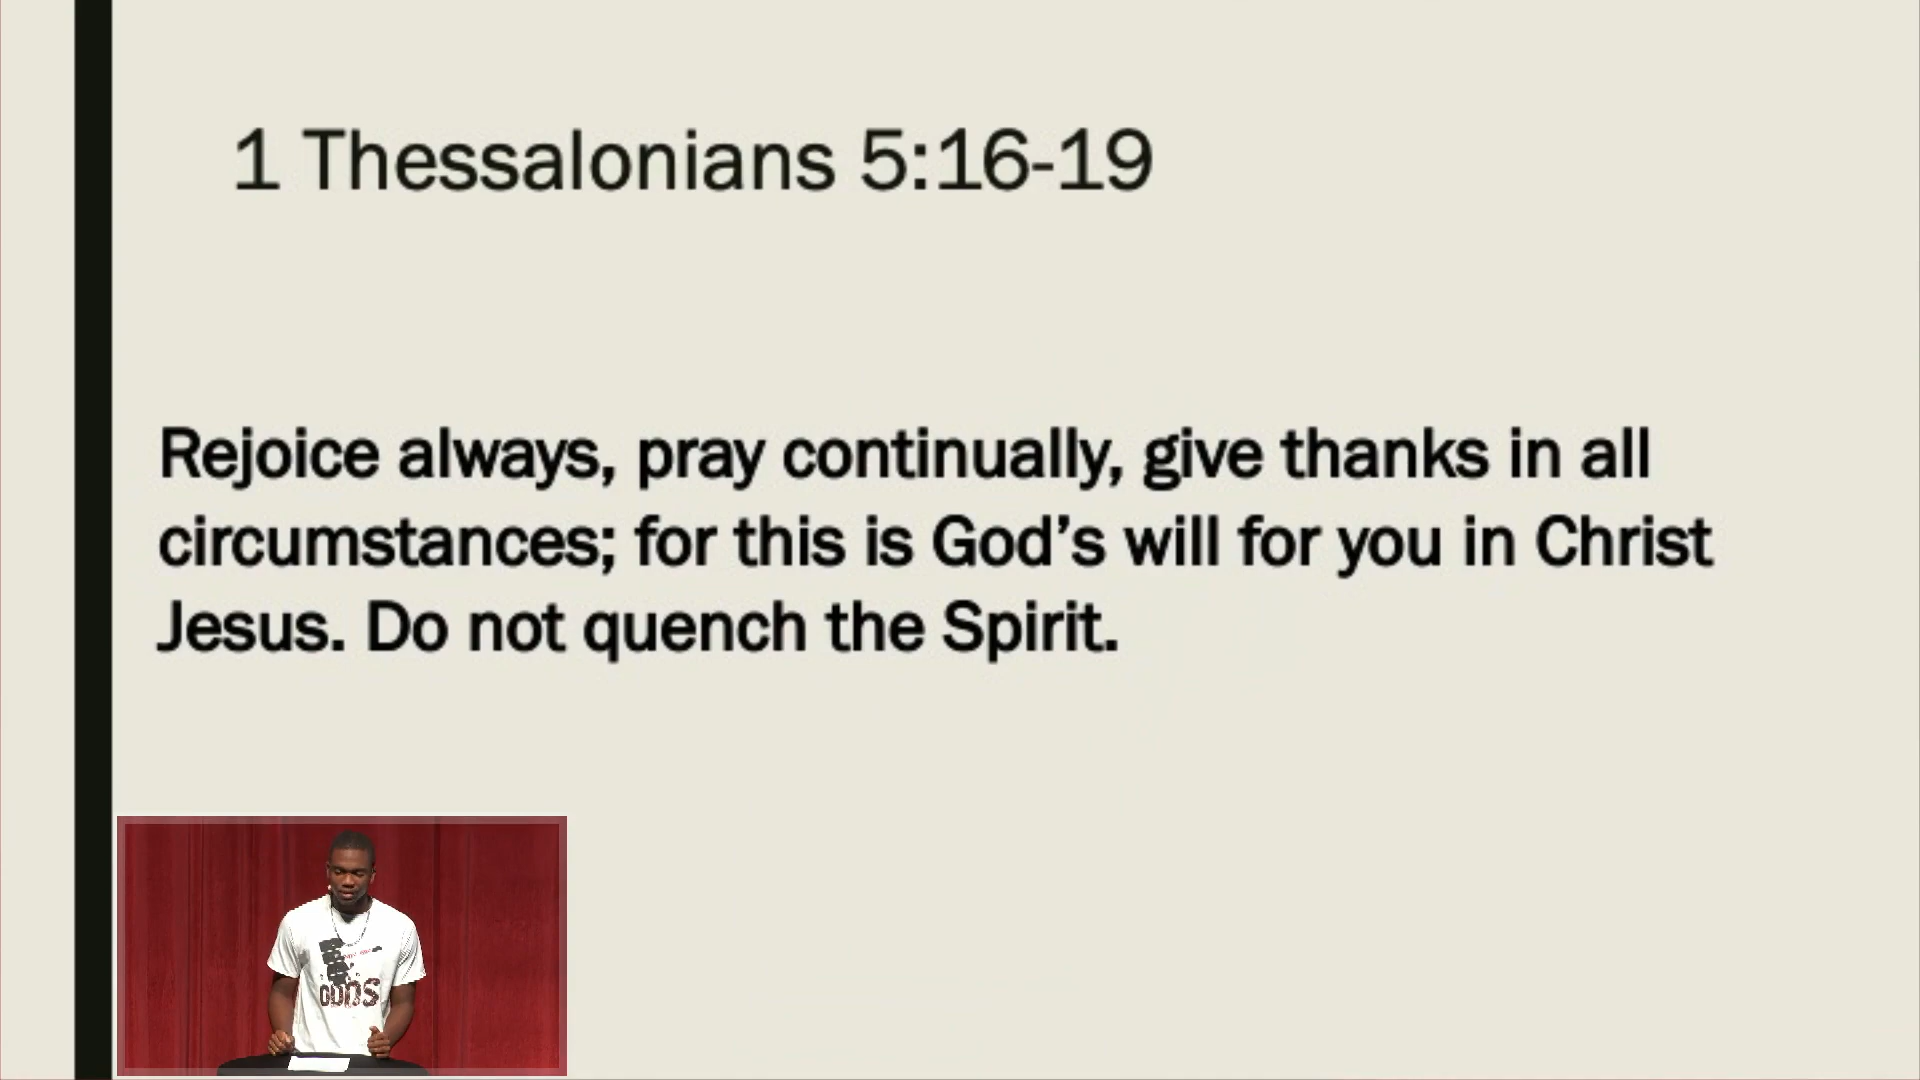 1 Thessalonians 5:16-19
Rejoice always, pray continually, give thanks in all
circumstances; for this is God’s will for you in Christ
Jesus. Do not quench the Spirit.
ODDS